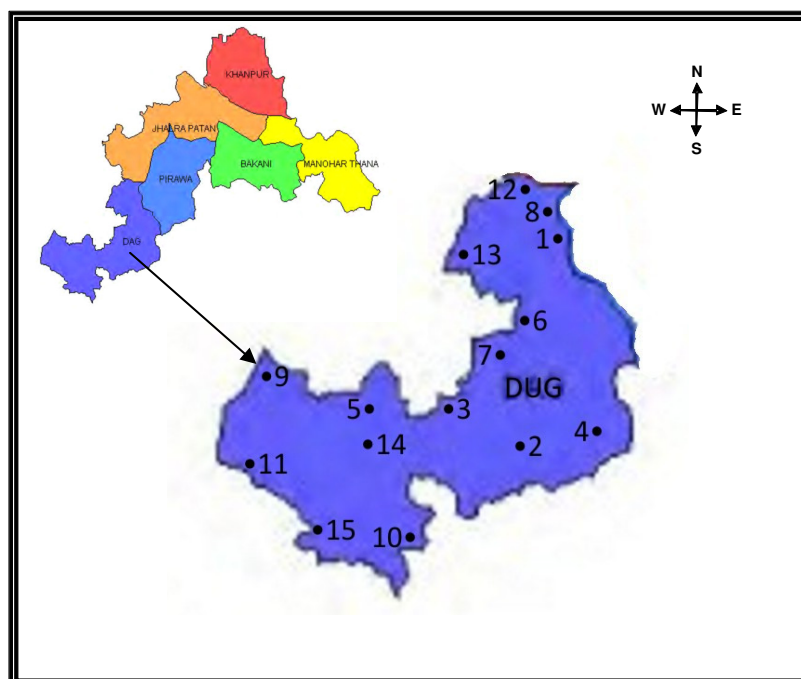 KHANPUR
JHALRA PATAN
PIRAWA
BAKANI
MANOHAR THANA
DAG
N
W E
S
12
8
1
13
6
7
9
DUG
5
3
4
14
2
11
15
10